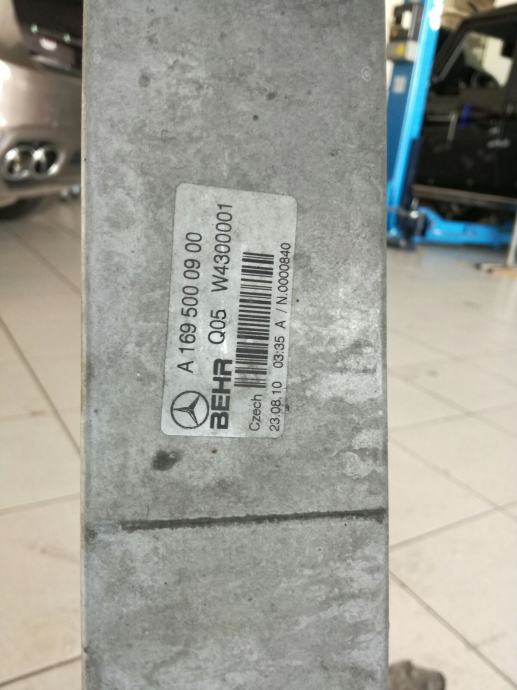 A 169 500 09 00
BEHR Q05 W4300001
Czech
23.08.10 03:35 A / N.0000840